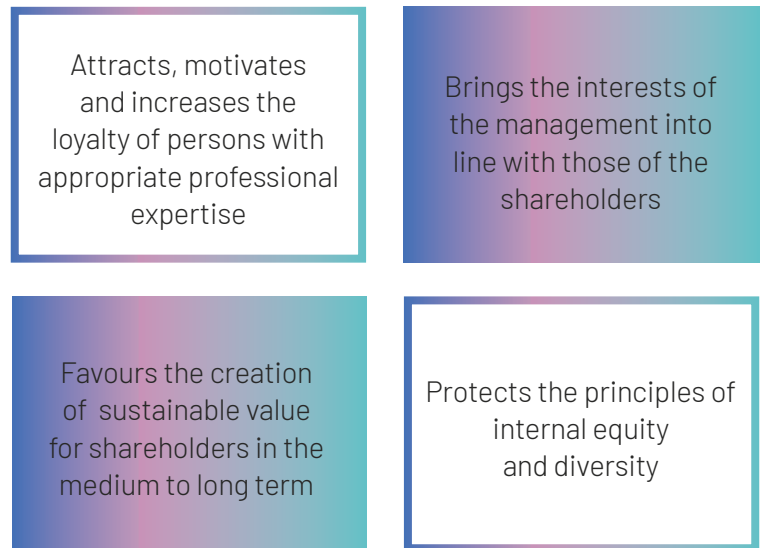 Attracts, motivates
and increases the
loyalty of persons with
appropriate professional
expertise
Brings the interests of
the management into
line with those of the
shareholders
Favours the creation
of sustainable value
for shareholders in the
medium to long term
Protects the principles of
internal equity
and diversity